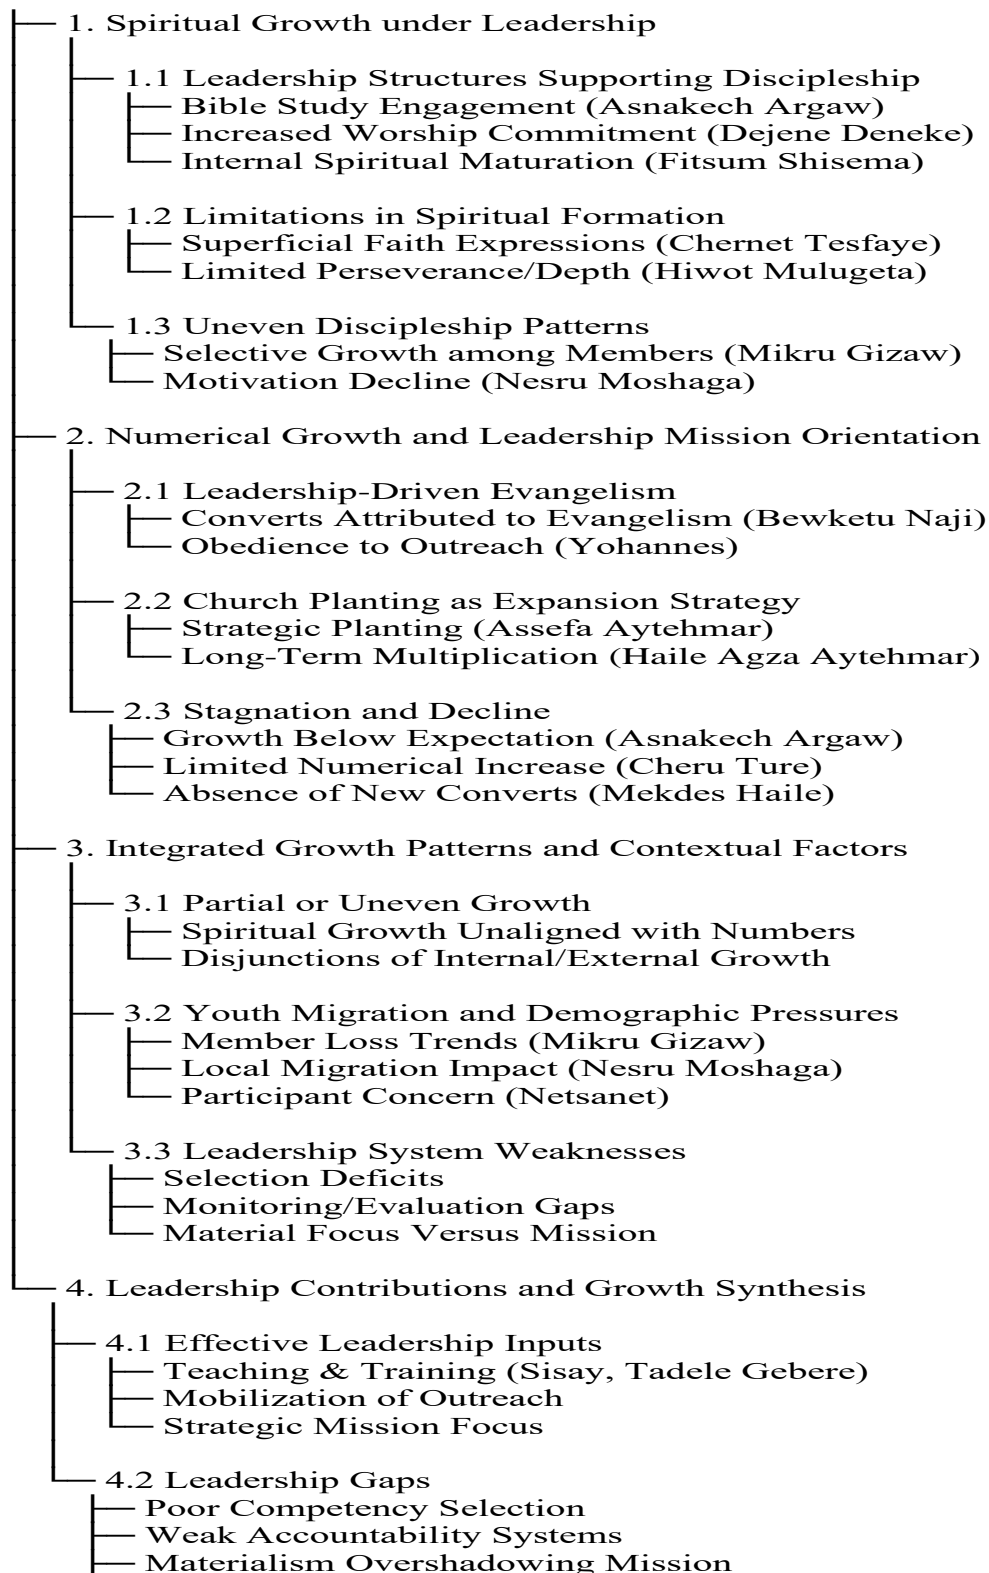 1. Spiritual Growth under Leadership
1.1 Leadership Structures Supporting Discipleship
Bible Study Engagement (Asnakech Argaw)
Increased Worship Commitment (Dejene Deneke)
Internal Spiritual Maturation (Fitsum Shisema)
1.2 Limitations in Spiritual Formation
Superficial Faith Expressions (Chernet Tesfaye)
Limited Perseverance/Depth (Hiwot Mulugeta)
1.3 Uneven Discipleship Patterns
Selective Growth among Members (Mikru Gizaw)
Motivation Decline (Nesru Moshaga)
2. Numerical Growth and Leadership Mission Orientation
2.1 Leadership-Driven Evangelism
Converts Attributed to Evangelism (Bewketu Naji)
Obedience to Outreach (Yohannes)
2.2 Church Planting as Expansion Strategy
Strategic Planting (Assefa Aytehmar)
Long-Term Multiplication (Haile Agza Aytehmar)
2.3 Stagnation and Decline
Growth Below Expectation (Asnakech Argaw)
Limited Numerical Increase (Cheru Ture)
Absence of New Converts (Mekdes Haile)
3. Integrated Growth Patterns and Contextual Factors
3.1 Partial or Uneven Growth
Spiritual Growth Unaligned with Numbers
Disjunctions of Internal/External Growth
3.2 Youth Migration and Demographic Pressures
Member Loss Trends (Mikru Gizaw)
Local Migration Impact (Nesru Moshaga)
Participant Concern (Netsanet)
3.3 Leadership System Weaknesses
Selection Deficits
Monitoring/Evaluation Gaps
Material Focus Versus Mission
4. Leadership Contributions and Growth Synthesis
4.1 Effective Leadership Inputs
Teaching & Training (Sisay, Tadele Gebere)
Mobilization of Outreach
Strategic Mission Focus
4.2 Leadership Gaps
Poor Competency Selection
Weak Accountability Systems
Materialism Overshadowing Mission